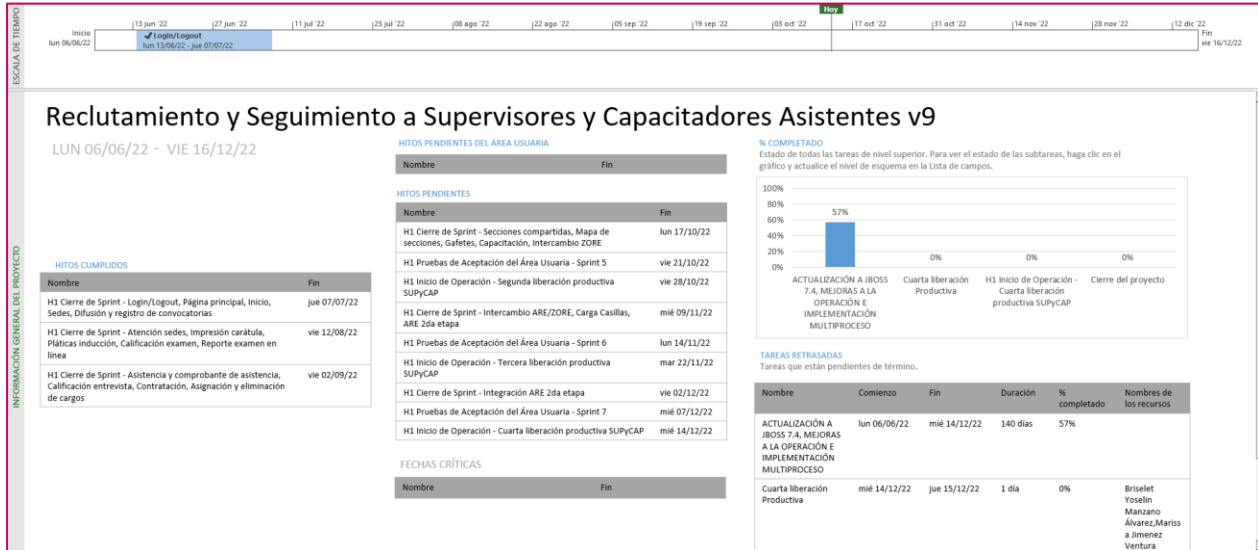 ESCALA DE TIEMPO
Hoy
13 jun '22 27 jun '22 11 jul '22 25 jul '22 08 ago '22 22 ago '22 05 sep '22 19 sep '22 03 oct '22 17 oct '22 31 oct '22 14 nov '22 28 nov '22 12 dic '22
Inicio
lun 06/06/22
Login/Logout
lun 13/06/22 - jue 07/07/22
Fin
vie 16/12/22
INFORMACIÓN GENERAL DEL PROYECTO
Reclutamiento y Seguimiento a Supervisores y Capacitadores Asistentes v9
LUN 06/06/22 - VIE 16/12/22
HITOS CUMPLIDOS
Nombre Fin
H1 Cierre de Sprint - Login/Logout, Página principal, Inicio, jue 07/07/22
Sedes, Difusión y registro de convocatorias
H1 Cierre de Sprint - Atención sedes, Impresión carátula, vie 12/08/22
Pláticas inducción, Calificación examen, Reporte examen en
línea
H1 Cierre de Sprint - Asistencia y comprobante de asistencia, vie 02/09/22
Calificación entrevista, Contratación, Asignación y eliminación
de cargos
HITOS PENDIENTES DEL ÁREA USUARIA
Nombre Fin
HITOS PENDIENTES
Nombre Fin
H1 Cierre de Sprint - Secciones compartidas, Mapa de lun 17/10/22
secciones, Gafetes, Capacitación, Intercambio ZORE
H1 Pruebas de Aceptación del Área Usuaria - Sprint 5 vie 21/10/22
H1 Inicio de Operación - Segunda liberación productiva vie 28/10/22
SUPyCAP
H1 Cierre de Sprint - Intercambio ARE/ZORE, Carga Casillas, mié 09/11/22
ARE 2da etapa
H1 Pruebas de Aceptación del Área Usuaria - Sprint 6 lun 14/11/22
H1 Inicio de Operación - Tercera liberación productiva mar 22/11/22
SUPyCAP
H1 Cierre de Sprint - Integración ARE 2da etapa vie 02/12/22
H1 Pruebas de Aceptación del Área Usuaria - Sprint 7 mié 07/12/22
H1 Inicio de Operación - Cuarta liberación productiva SUPyCAP mié 14/12/22
FECHAS CRÍTICAS
Nombre Fin
% COMPLETADO
Estado de todas las tareas de nivel superior. Para ver el estado de las subtareas, haga clic en el
gráfico y actualice el nivel de esquema en la Lista de campos.
100%
80%
60%
40%
20%
0%
57% 0% 0% 0%
ACTUALIZACIÓN A JBOSS Cuarta liberación H1 Inicio de Operación - Cierre del proyecto
7.4, MEJORAS A LA Productiva Cuarta liberación
OPERACIÓN E productiva SUPyCAP
IMPLEMENTACIÓN
MULTIPROCESO
TAREAS RETRASADAS
Tareas que están pendientes de término.
Nombre Comienzo Fin Duración % Nombres de
completado los recursos
ACTUALIZACIÓN A lun 06/06/22 mié 14/12/22 140 días 57%
JBOSS 7.4, MEJORAS
A LA OPERACIÓN E
IMPLEMENTACIÓN
MULTIPROCESO
Cuarta liberación mié 14/12/22 jue 15/12/22 1 día 0% Briselet
Productiva Yoselin
Manzano
Álvarez,Mariss
a Jimenez
Ventura